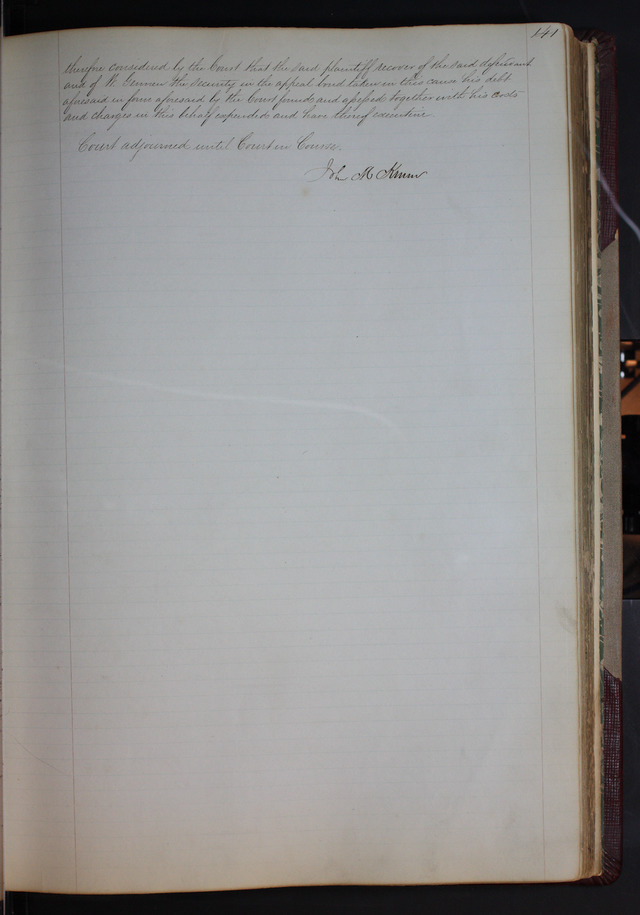 141
therefore considered by the Court that the said plaintiff recover of the said defendant
and of H the security in the appeal bond taken in this cause his debt
aforesaid in form aforesaid by the Court found and assessed together with his costs
and charges in this behalf expended and have thereof execution
Court adjourned until Court in Course.
John M